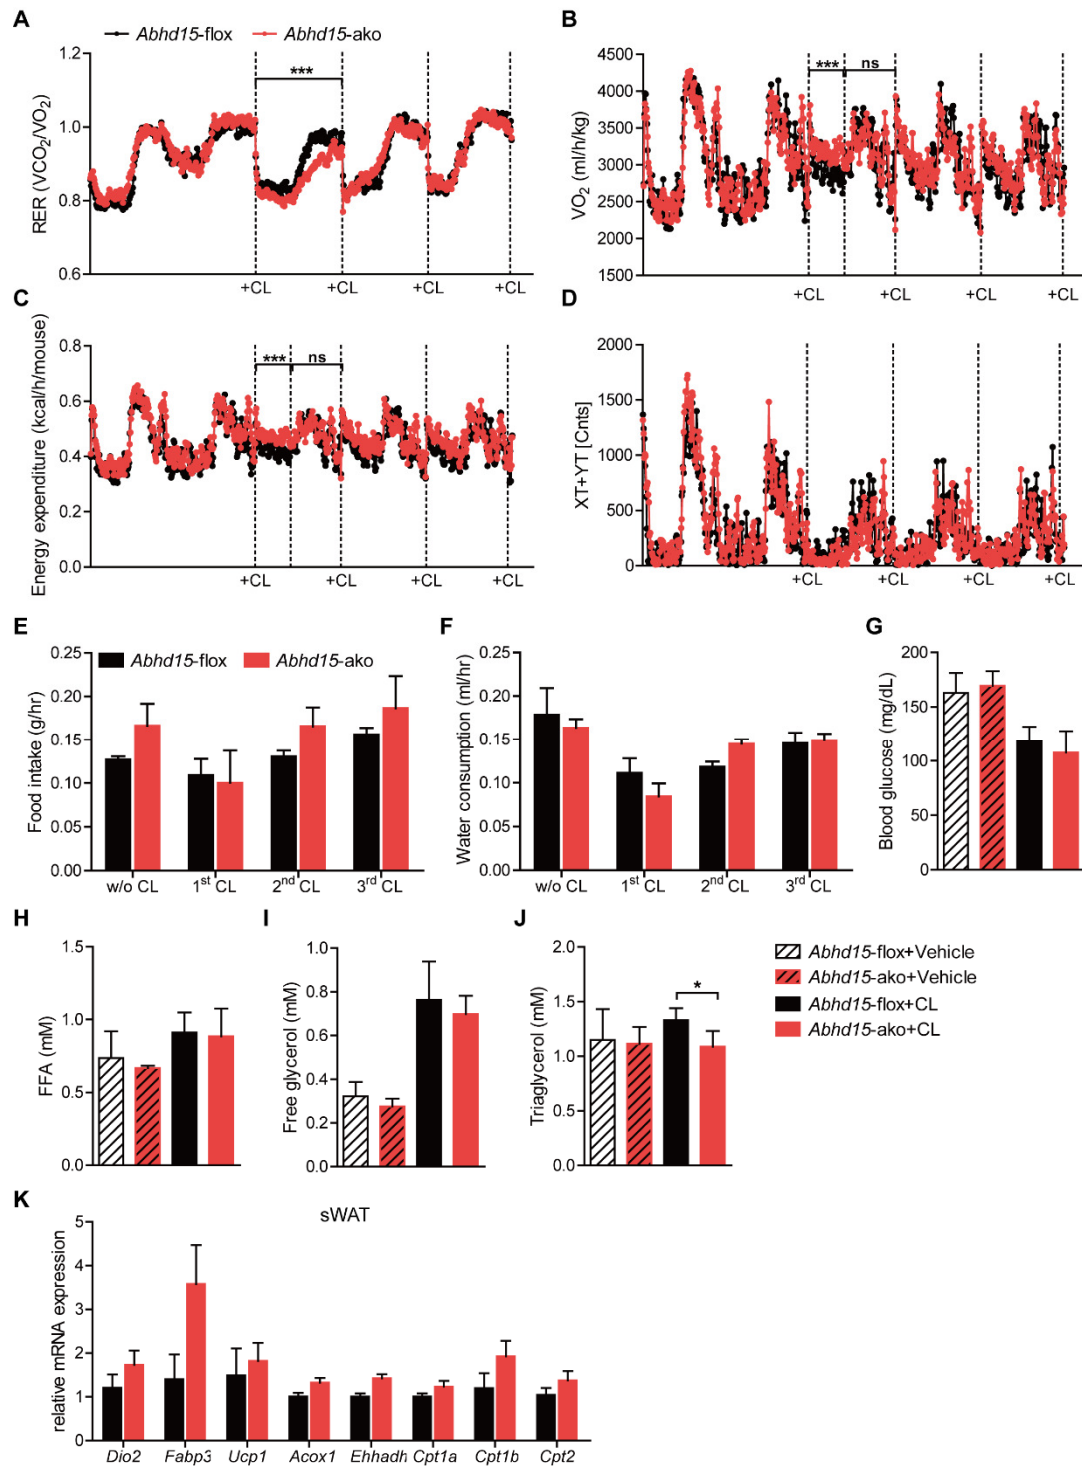 A
Abhd15-flox Abhd15-ako
1.2
1.0
0.8
0.6
RER (VCO2/VO2)
***
+CL +CL +CL +CL
B
4500
4000
3500
3000
2500
2000
1500
VO2 (ml/h/kg)
*** ns
+CL +CL +CL +CL
C
0.8
0.6
0.4
0.2
0.0
Energy expenditure (kcal/h/mouse)
*** ns
+CL +CL +CL +CL
D
2000
1500
1000
500
0
XT+YT [Cnts]
+CL +CL +CL +CL
E
Abhd15-flox Abhd15-ako
0.25
0.20
0.15
0.10
0.05
0.00
Food intake (g/hr)
w/o CL 1st CL 2nd CL 3rd CL
F
0.25
0.20
0.15
0.10
0.05
0.00
Water consumption (ml/hr)
w/o CL 1st CL 2nd CL 3rd CL
G
200
150
100
50
0
Blood glucose (mg/dL)
H
1.5
1.0
0.5
0.0
FFA (mM)
I
1.0
0.8
0.6
0.4
0.2
0.0
Free glycerol (mM)
J
2.0
1.5
1.0
0.5
0.0
Triaglycerol (mM)
*
Abhd15-flox+Vehicle
Abhd15-ako+Vehicle
Abhd15-flox+CL
Abhd15-ako+CL
K
sWAT
5
4
3
2
1
0
relative mRNA expression
Dio2 Fabp3 Ucp1 Acox1 Ehhadh Cpt1a Cpt1b Cpt2